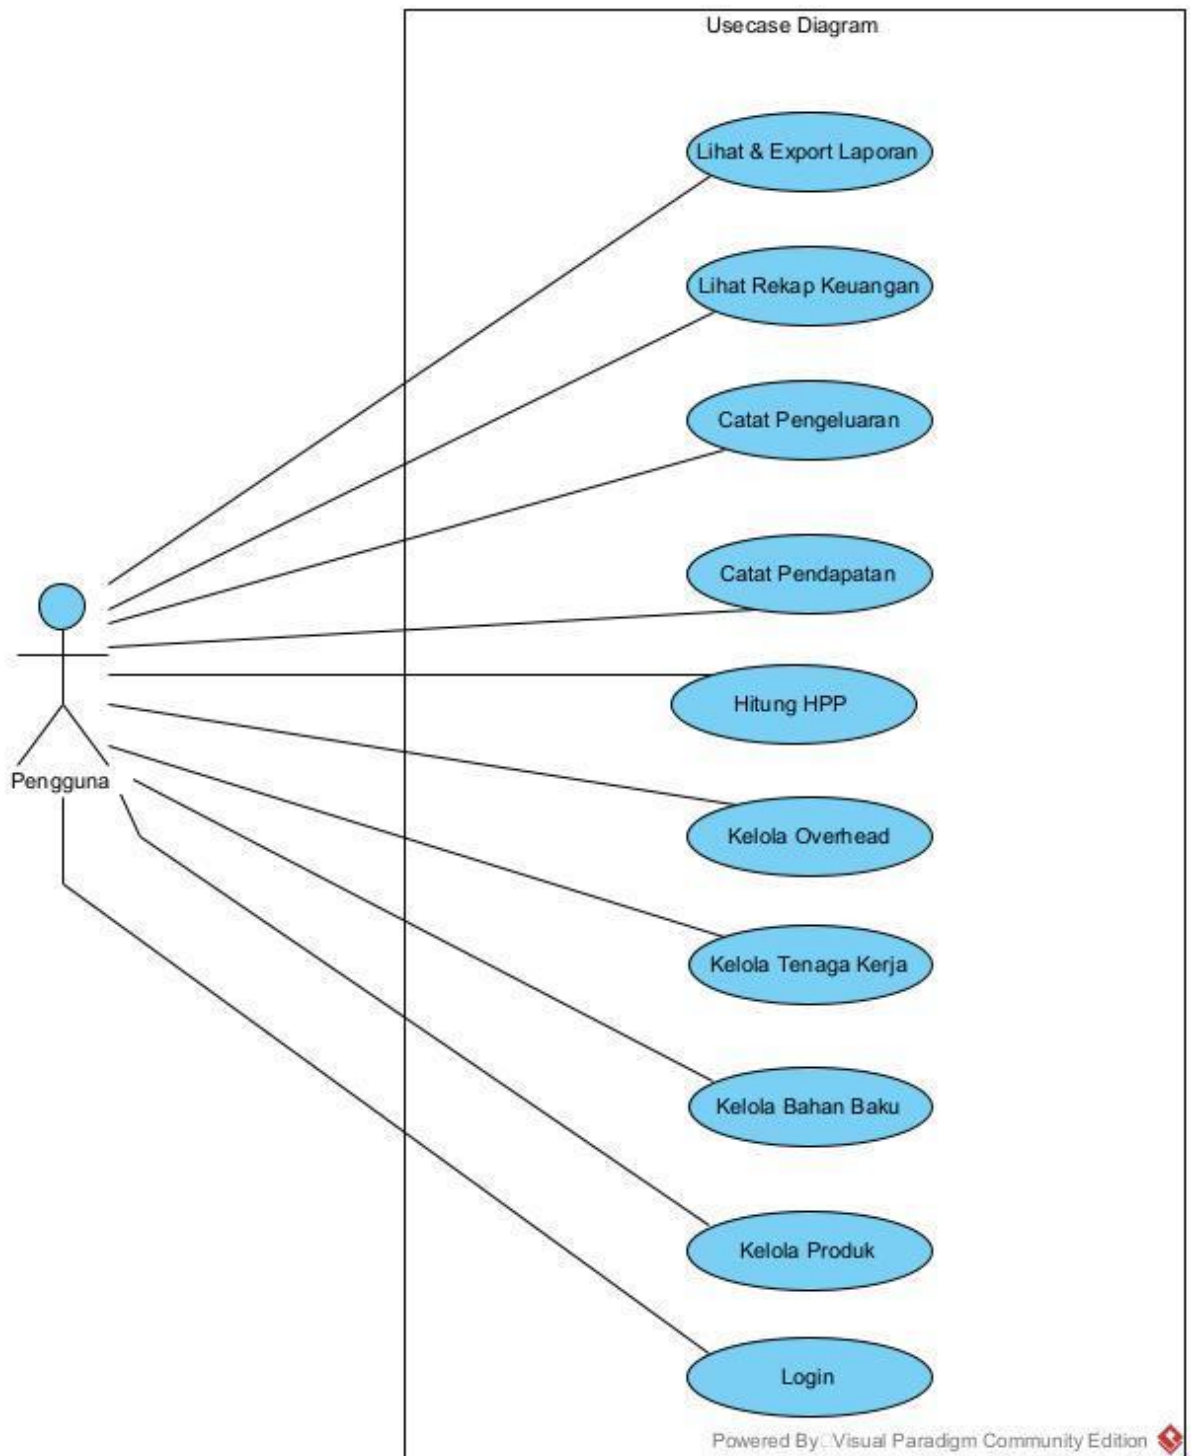 Usecase Diagram
Lihat & Export Laporan
Lihat Rekap Keuangan
Catat Pengeluaran
Catat Pendapatan
Hitung HPP
Pengguna
Kelola Overhead
Kelola Tenaga Kerja
Kelola Bahan Baku
Kelola Produk
Login
Powered By Visual Paradigm Community Edition